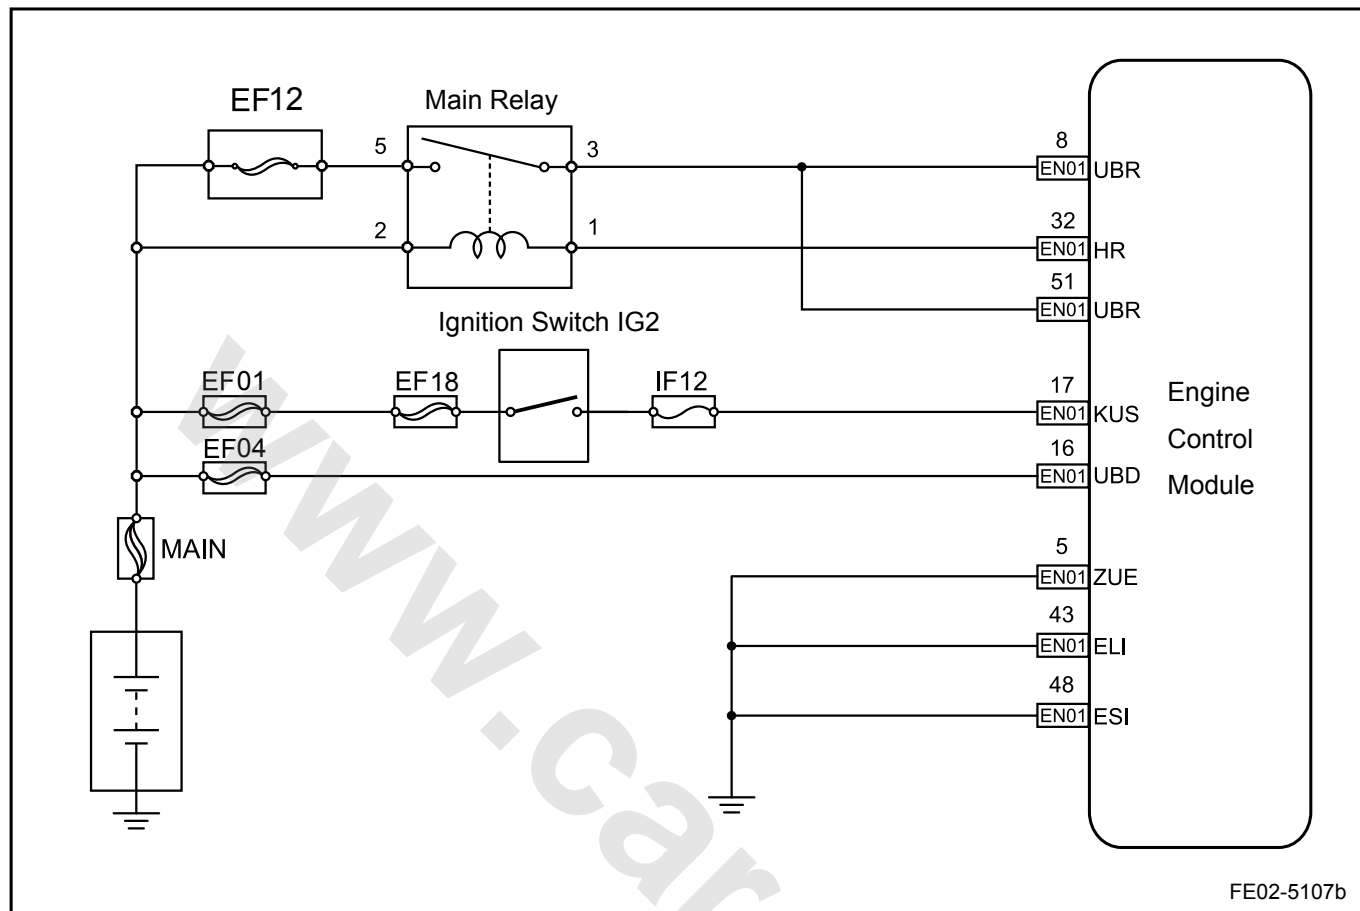 EF12
Main Relay
5
3
8
EN01 UBR
2
1
32
EN01 HR
51
EN01 UBR
Ignition Switch IG2
EF01
EF18
IF12
17
EN01 KUS
EF04
16
EN01 UBD
Engine
Control
Module
MAIN
5
EN01 ZUE
43
EN01 ELI
48
EN01 ESI
www.car
FE02-5107b